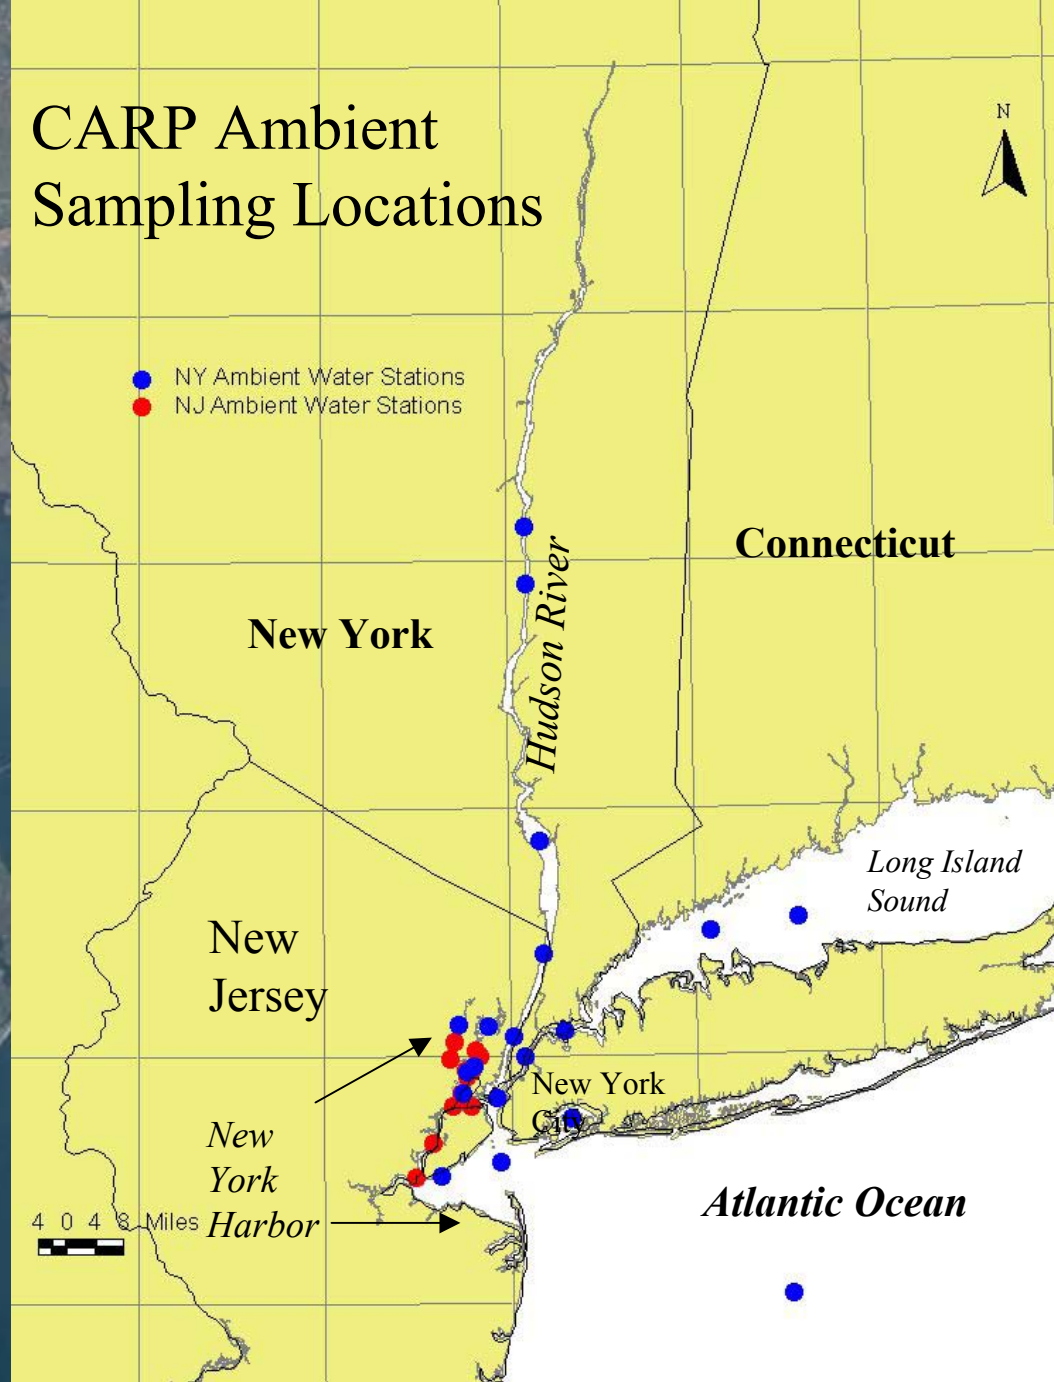 CARP Ambient
Sampling Locations
N
NY Ambient Water Stations
NJ Ambient Water Stations
Connecticut
New York
Hudson River
Long Island
Sound
New
Jersey
New York
City
New
York
Harbor
Atlantic Ocean
4 0 4 8 Miles